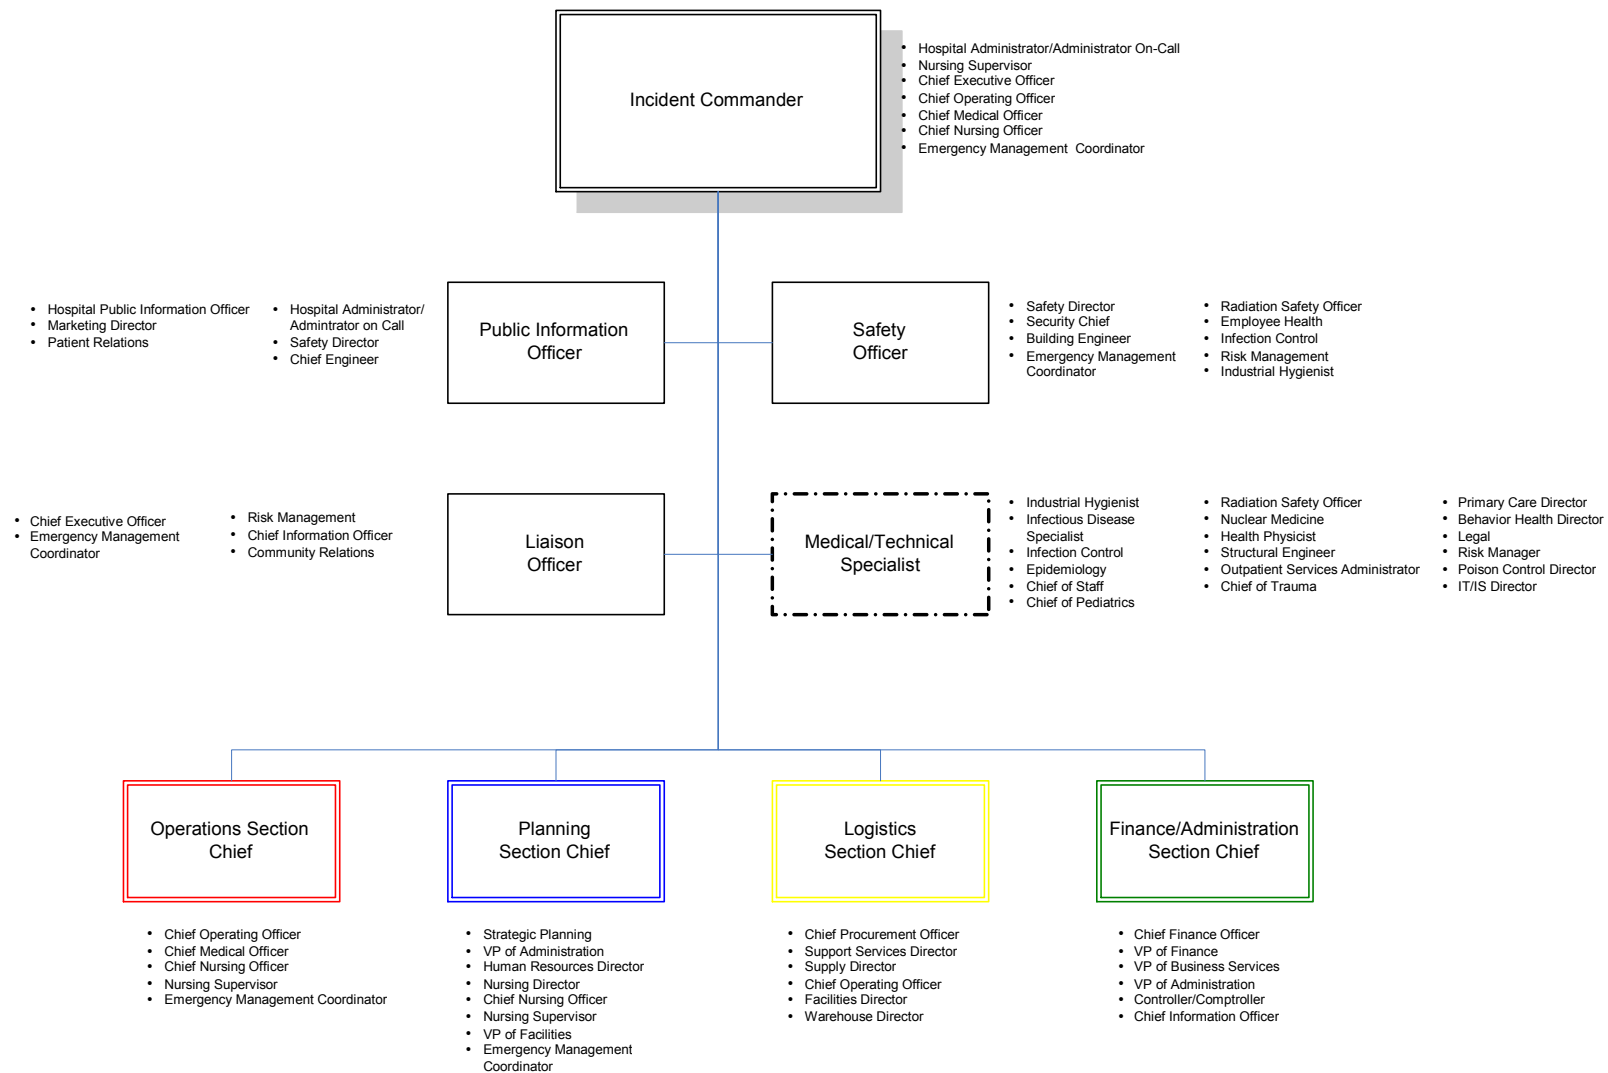 Incident Commander
• Hospital Administrator/Administrator On-Call
• Nursing Supervisor
• Chief Executive Officer
• Chief Operating Officer
• Chief Medical Officer
• Chief Nursing Officer
• Emergency Management  Coordinator
• Hospital Public Information Officer
• Marketing Director
• Patient Relations
• Hospital Administrator/
Admintrator on Call
• Safety Director
• Chief Engineer
Public Information
Officer
Safety
Officer
• Safety Director
• Security Chief
• Building Engineer
• Emergency Management
Coordinator
• Radiation Safety Officer
• Employee Health
• Infection Control
• Risk Management
• Industrial Hygienist
• Chief Executive Officer
• Emergency Management
Coordinator
• Risk Management
• Chief Information Officer
• Community Relations
Liaison
Officer
Medical/Technical
Specialist
• Industrial Hygienist
• Infectious Disease
Specialist
• Infection Control
• Epidemiology
• Chief of Staff
• Chief of Pediatrics
• Radiation Safety Officer
• Nuclear Medicine
• Health Physicist
• Structural Engineer
• Outpatient Services Administrator
• Chief of Trauma
• Primary Care Director
• Behavior Health Director
• Legal
• Risk Manager
• Poison Control Director
• IT/IS Director
Operations Section
Chief
• Chief Operating Officer
• Chief Medical Officer
• Chief Nursing Officer
• Nursing Supervisor
• Emergency Management Coordinator
Planning
Section Chief
• Strategic Planning
• VP of Administration
• Human Resources Director
• Nursing Director
• Chief Nursing Officer
• Nursing Supervisor
• VP of Facilities
• Emergency Management
Coordinator
Logistics
Section Chief
• Chief Procurement Officer
• Support Services Director
• Supply Director
• Chief Operating Officer
• Facilities Director
• Warehouse Director
Finance/Administration
Section Chief
• Chief Finance Officer
• VP of Finance
• VP of Business Services
• VP of Administration
• Controller/Comptroller
• Chief Information Officer